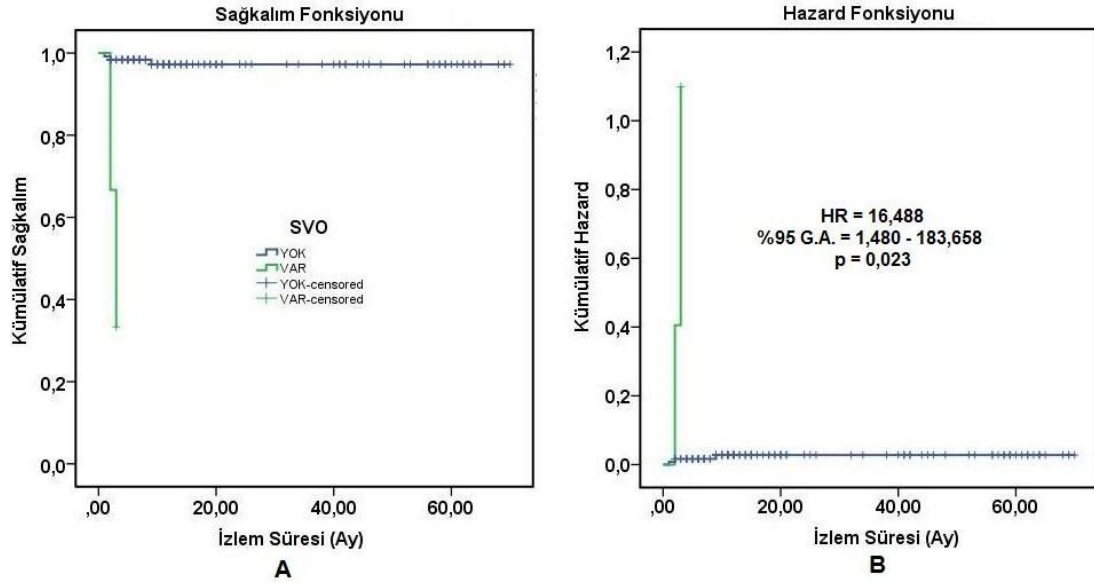 Sağkalım Fonksiyonu
1,0
0,8
0,6
0,4
0,2
0,0
Kümülatif Sağkalım
SVO
YOK
VAR
YOK-censored
VAR-censored
,00 20,00 40,00 60,00
İzlem Süresi (Ay)
A
Hazard Fonksiyonu
1,2
1,0
0,8
0,6
0,4
0,2
0,0
Kümülatif Hazard
HR = 16,488
%95 G.A. = 1,480 - 183,658
p = 0,023
,00 20,00 40,00 60,00
İzlem Süresi (Ay)
B